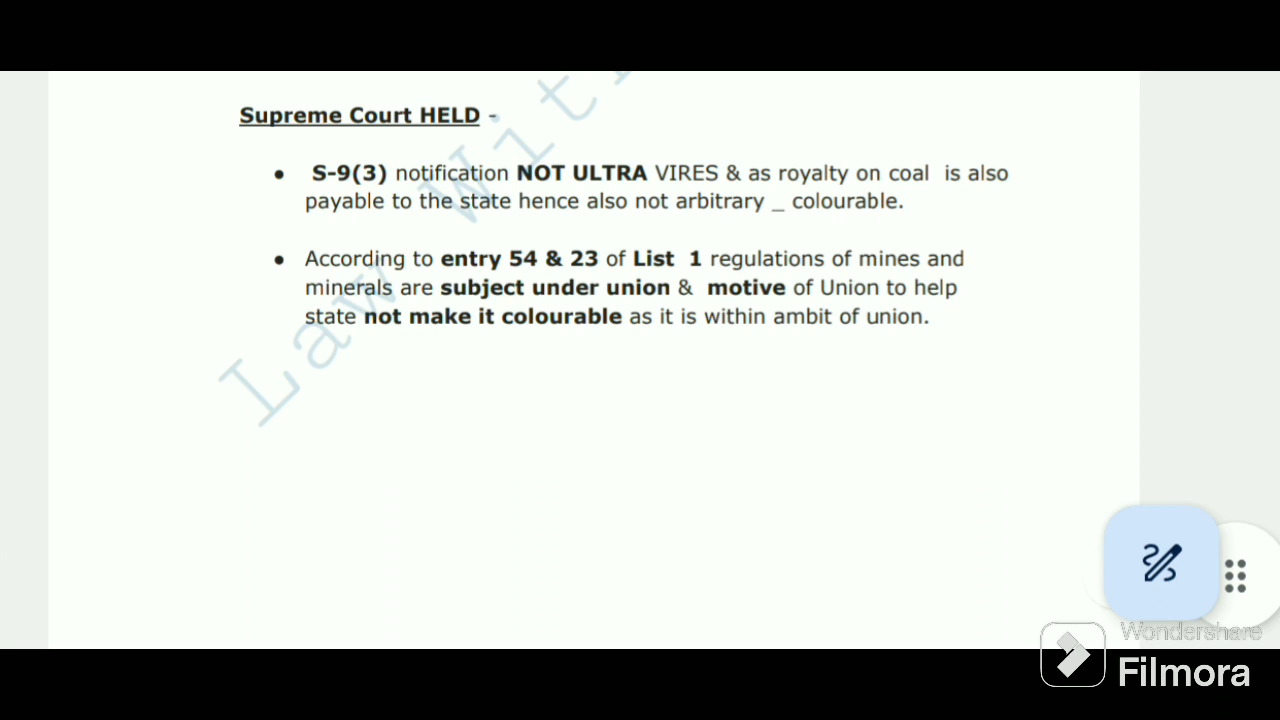 Supreme Court HELD -
S-9(3) notification NOT ULTRA VIRES & as royalty on coal is also
payable to the state hence also not arbitrary _ colourable.
According to entry 54 & 23 of List 1 regulations of mines and
minerals are subject under union & motive of Union to help
state not make it colourable as it is within ambit of union.
Law Wit
Wondershare
Filmora